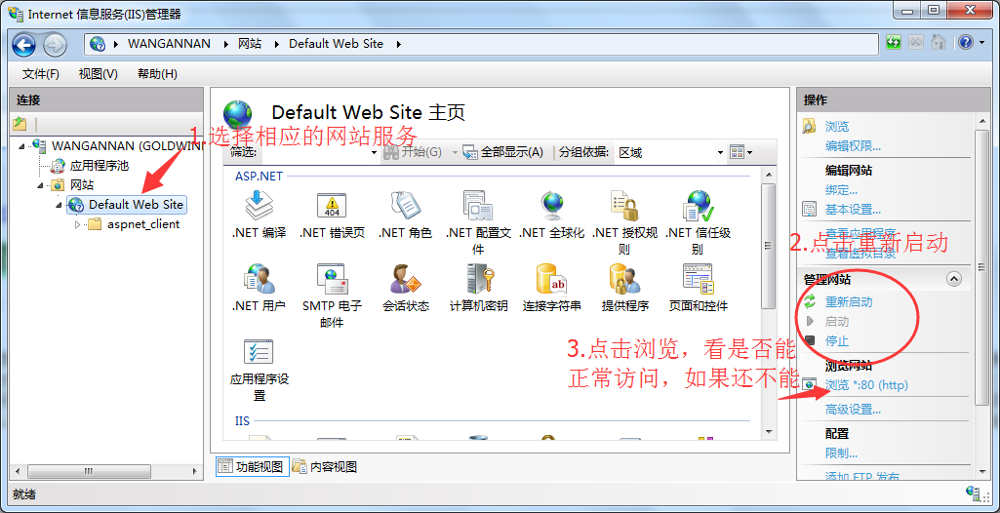 Internet 信息服务(IIS)管理器
WANGANNAN
网站
Default Web Site
文件(F)
视图(V)
帮助(H)
连接
WANGANNAN (GOLDWIN
应用程序池
网站
Default Web Site
aspnet_client
1.选择相应的网站服务
Default Web Site 主页
筛选:
开始(G)
全部显示(A)
分组依据:
区域
ASP.NET
.NET 编译
.NET 错误页
.NET 角色
.NET 配置文件
.NET 全球化
.NET 授权规则
.NET 信任级别
.NET 用户
SMTP 电子邮件
会话状态
计算机密钥
连接字符串
提供程序
页面和控件
应用程序设置
IIS
3.点击浏览，看是否能
正常访问，如果还不能
功能视图
内容视图
操作
浏览
编辑权限...
编辑网站
绑定...
基本设置...
查看应用程序
查看虚拟目录
2.点击重新启动
管理网站
重新启动
启动
停止
浏览网站
浏览 *:80 (http)
高级设置...
配置
限制...
添加 FTP 发布
就绪